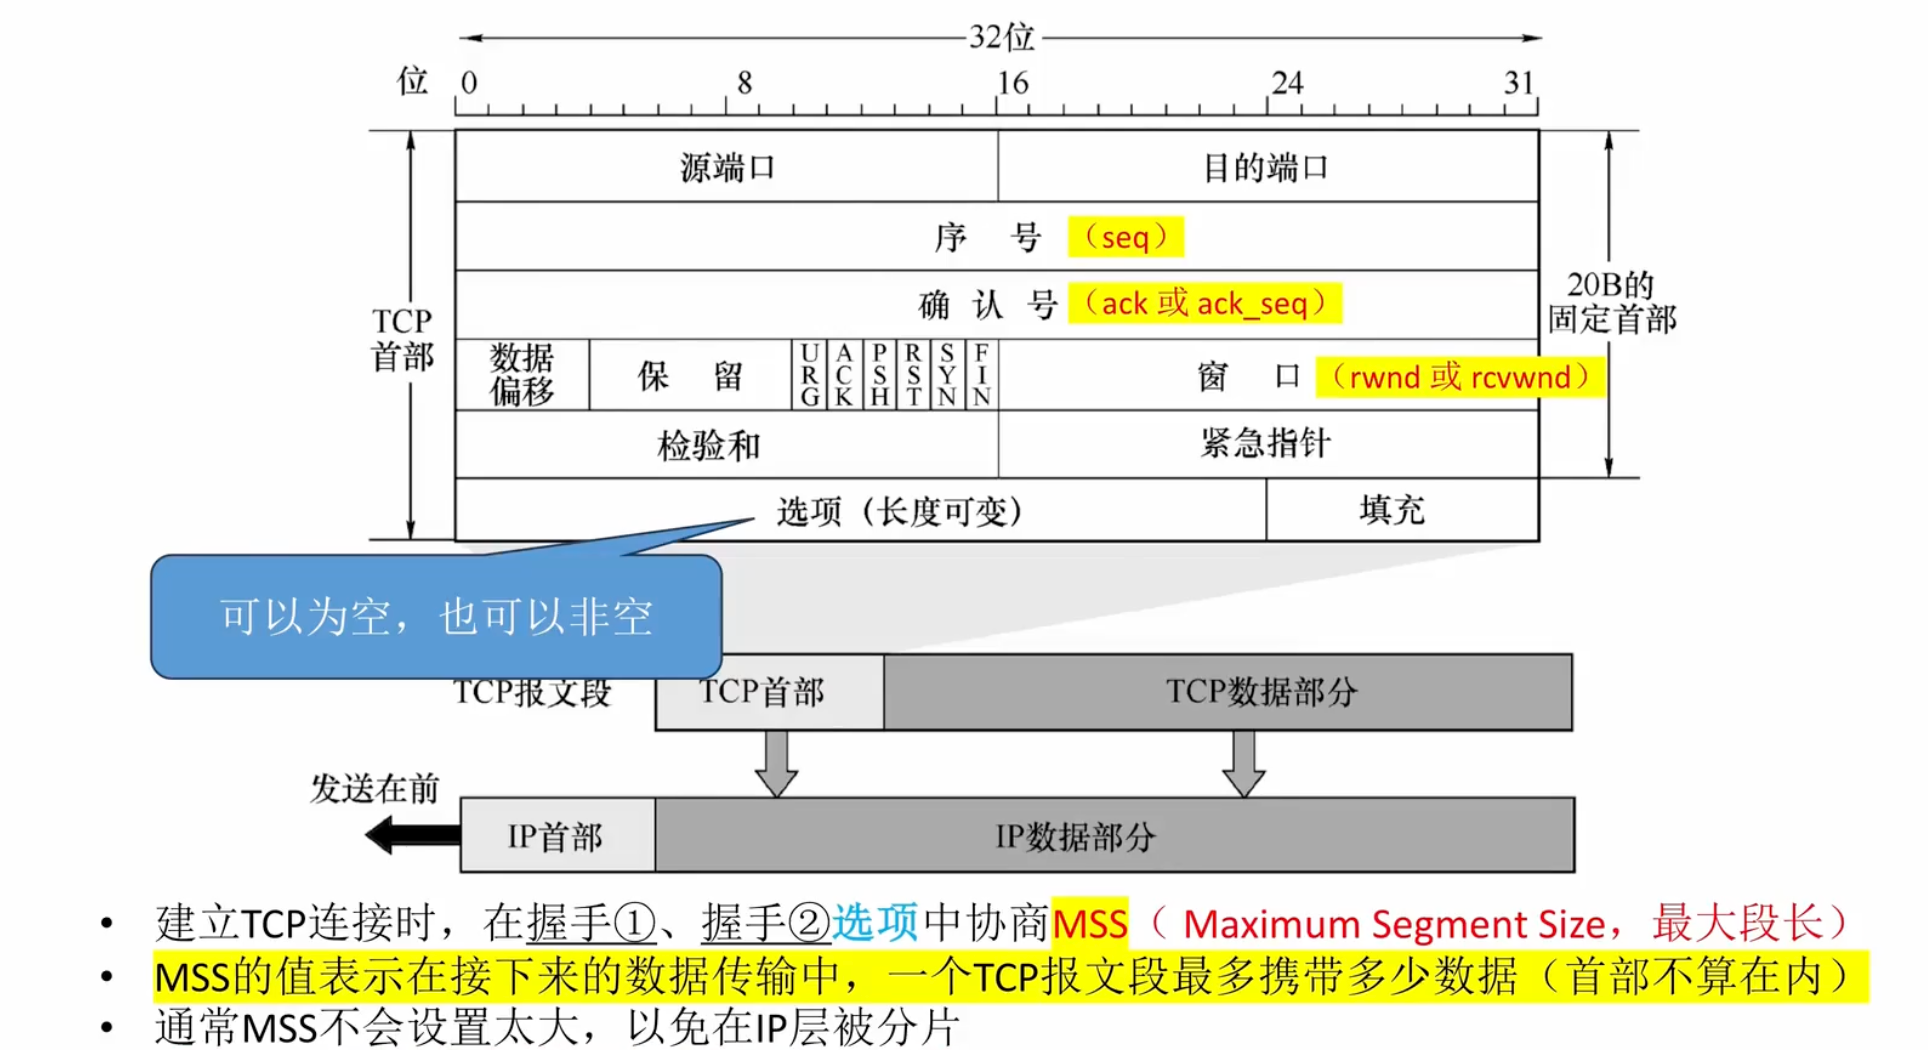 32位
位 0 8 16 24 31
源端口 目的端口
序 号 （seq）
确 认 号 （ack 或 ack_seq）
TCP
首部
20B的
固定首部
数据
偏移
保 留
URG ACK PSH RST SYN FIN
窗 口 （rwnd 或 rcvwnd）
检验和 紧急指针
选项（长度可变） 填充
可以为空，也可以非空
TCP报文段 TCP首部 TCP数据部分
发送在前
IP首部 IP数据部分
• 建立TCP连接时，在握手①、握手②选项中协商MSS（ Maximum Segment Size，最大段长）
• MSS的值表示在接下来的数据传输中，一个TCP报文段最多携带多少数据（首部不算在内）
• 通常MSS不会设置太大，以免在IP层被分片